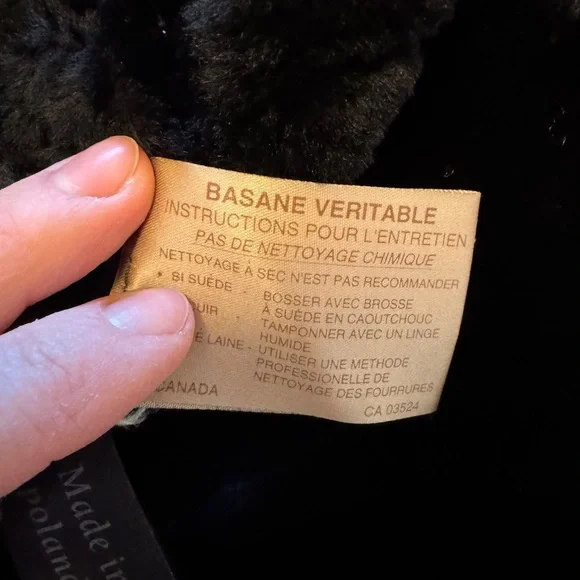 BASANE VERITABLE
INSTRUCTIONS POUR L'ENTRETIEN
PAS DE NETTOYAGE CHIMIQUE
NETTOYAGE À SEC N'EST PAS RECOMMANDER
* SI SUÈDE BOSSER AVEC BROSSE
À SUÈDE EN CAOUTCHOUC
TAMPONNER AVEC UN LINGE
HUMIDE
LAINE - UTILISER UNE METHODE
PROFESSIONELLE DE
NETTOYAGE DES FOURRURES
CANADA
CA 03524
Made in
poland